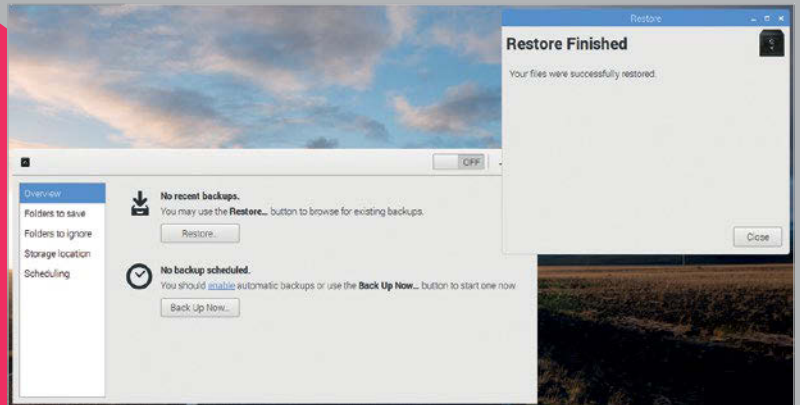 Restore
Restore Finished
Your files were successfully restored.
OFF
Overview
Folders to save
Folders to ignore
Storage location
Scheduling
No recent backups.
You may use the Restore... button to browse for existing backups.
Restore...
No backup scheduled.
You should enable automatic backups or use the Back Up Now... button to start one now
Back Up Now...
Close